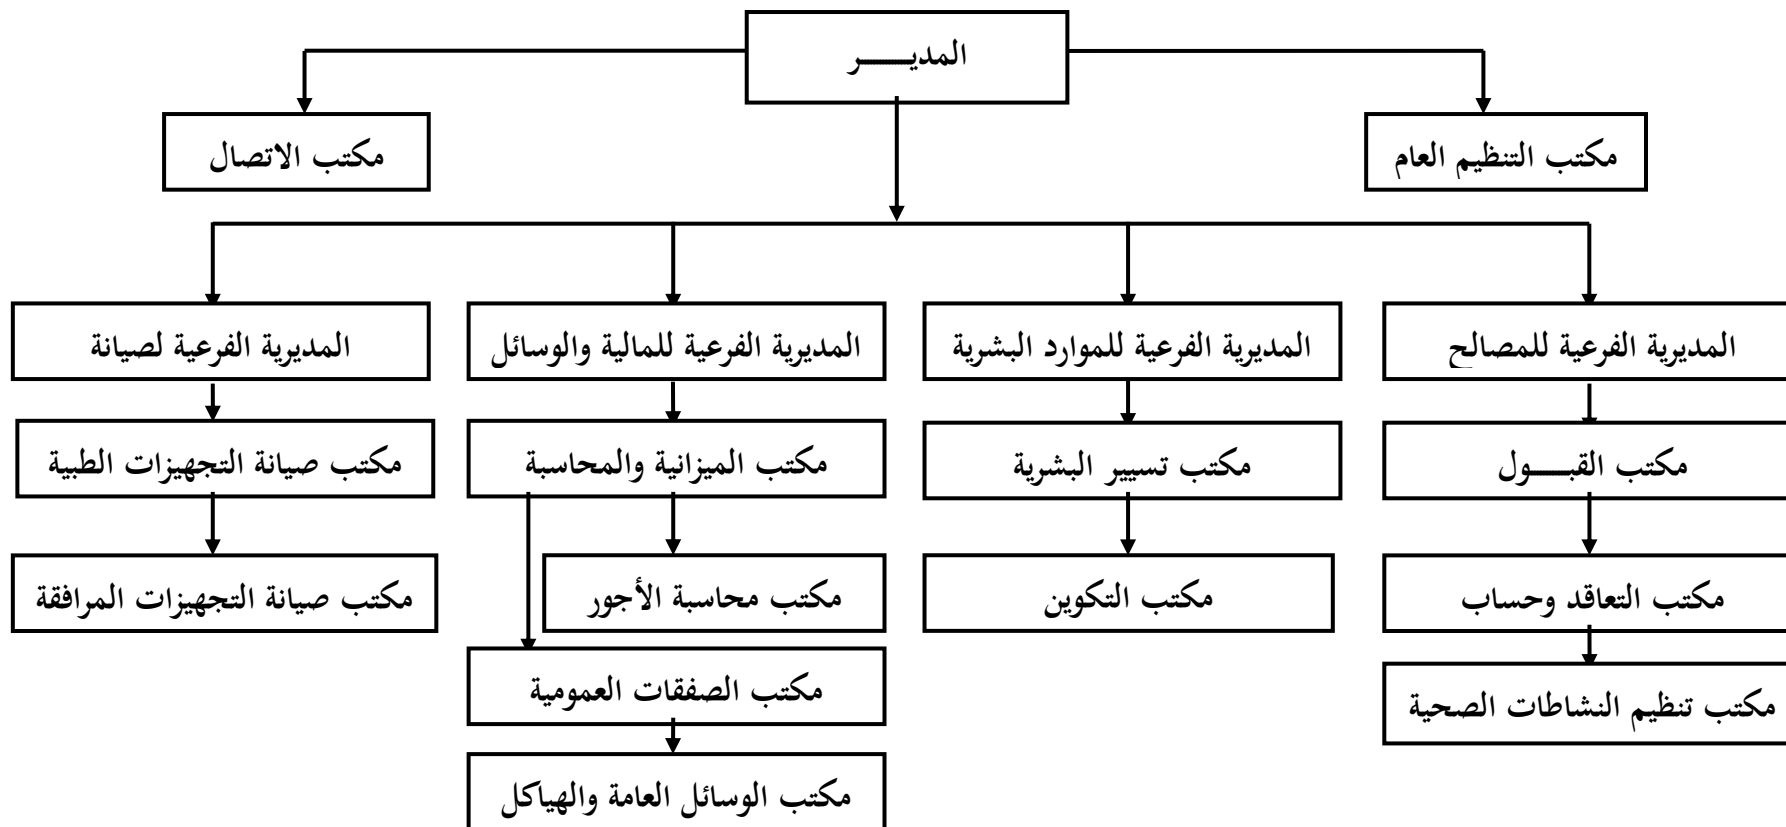 المديـــــر
مكتب التنظيم العام
مكتب الاتصال
المديرية الفرعية للمصالح
المديرية الفرعية للموارد البشرية
المديرية الفرعية للمالية والوسائل
المديرية الفرعية لصيانة
مكتب القبـــول
مكتب تسيير البشرية
مكتب الميزانية والمحاسبة
مكتب صيانة التجهيزات الطبية
مكتب التعاقد وحساب
مكتب التكوين
مكتب محاسبة الأجور
مكتب صيانة التجهيزات المرافقة
مكتب تنظيم النشاطات الصحية
مكتب الصفقات العمومية
مكتب الوسائل العامة والهياكل